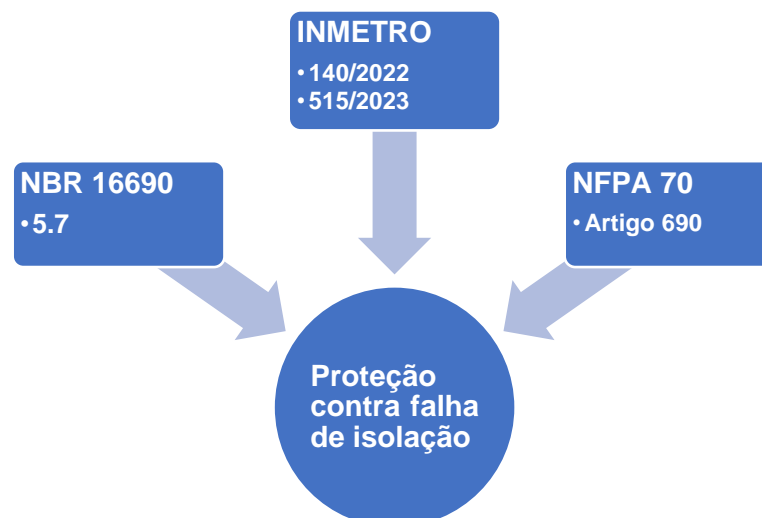 INMETRO
• 140/2022
• 515/2023
NBR 16690
• 5.7
NFPA 70
• Artigo 690
Proteção
contra falha
de isolação